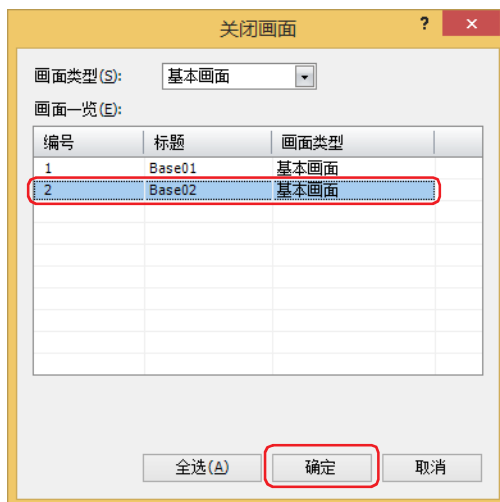 关闭画面 ?
画面类型(S): 基本画面
画面一览(E):
编号 标题 画面类型
1 Base01 基本画面
2 Base02 基本画面
全选(A) 确定 取消